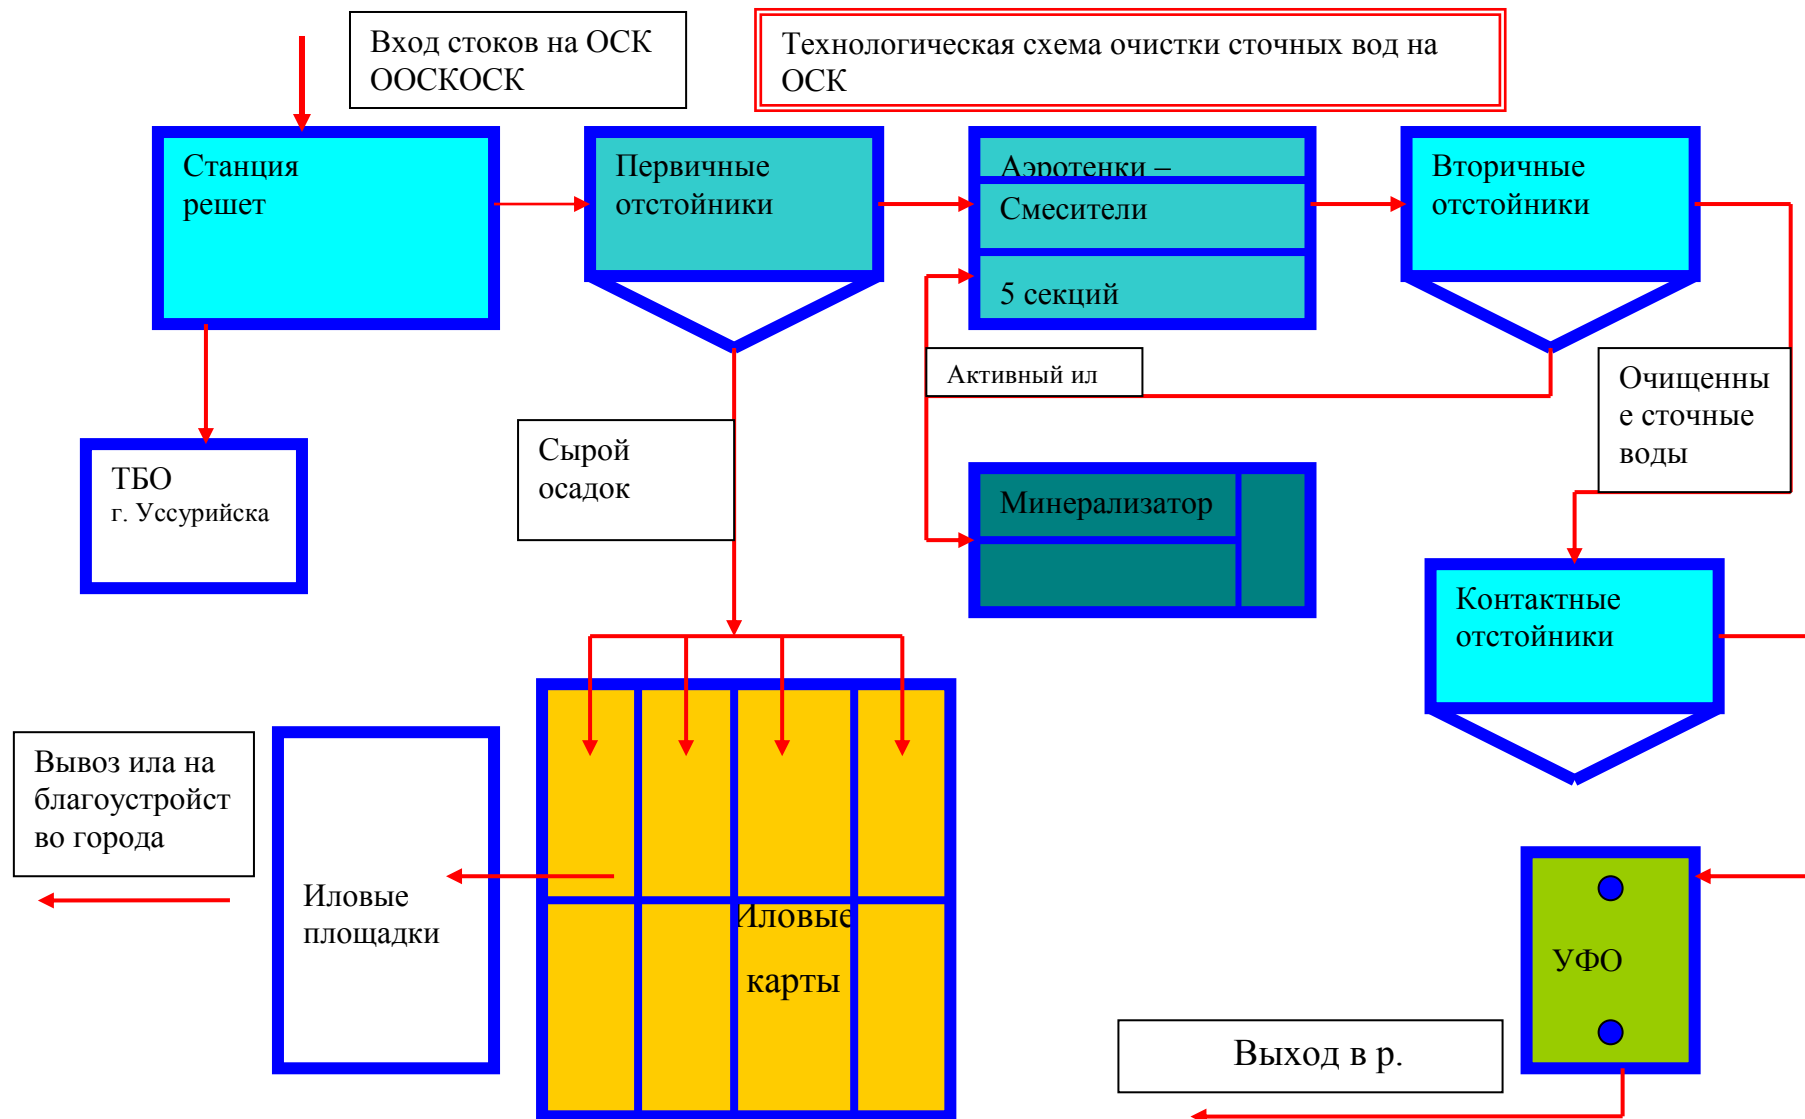 Вход стоков на ОСК
ООСКОСК
Технологическая схема очистки сточных вод на
ОСК
Станция
решет
Первичные
отстойники
Аэротенки –
Смесители
5 секций
Вторичные
отстойники
Активный ил
Очищенны
е сточные
воды
ТБО
г. Уссурийска
Сырой
осадок
Минерализатор
Контактные
отстойники
Вывоз ила на
благоустройст
во города
Иловые
площадки
Иловые
карты
УФО
Выход в р.